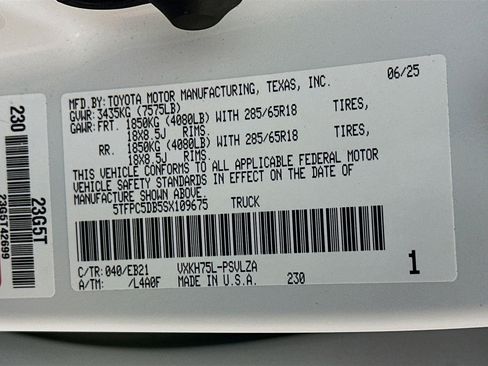 MFD.BY:TOYOTA MOTOR MANUFACTURING, TEXAS, INC. 06/25
GVWR: 3435KG (7575LB)
GAWR: FRT. 1850KG (4080LB) WITH 285/65R18 TIRES,
18X8.5J RIMS.
RR. 1850KG (4080LB) WITH 285/65R18 TIRES,
18X8.5J RIMS.
THIS VEHICLE CONFORMS TO ALL APPLICABLE FEDERAL MOTOR
VEHICLE SAFETY STANDARDS IN EFFECT ON THE DATE OF
MANUFACTURE SHOWN ABOVE.
5TFPC5DB5SX109675 TRUCK
C/TR: 040/EB21 VXKH75L-PSVLZA
A/TM: /L4A0F MADE IN U.S.A. 230 1
230 23G5T
23G5T42699